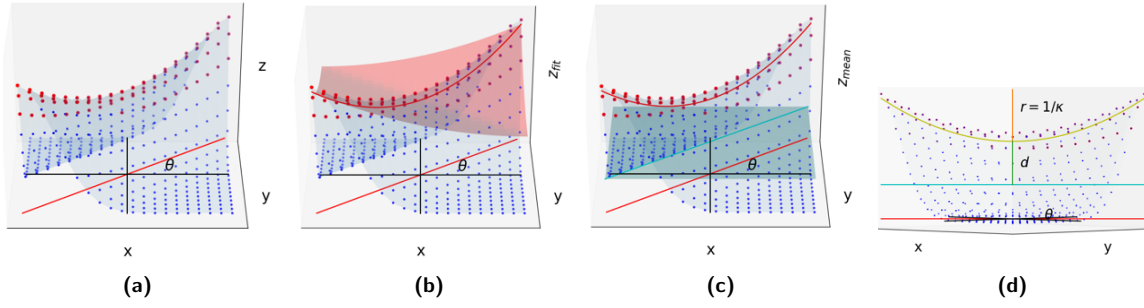 z
θ
y
x
(a)
z_fit
θ
y
x
(b)
z_mean
θ
y
x
(c)
r = 1/κ
d
θ
x
y
(d)